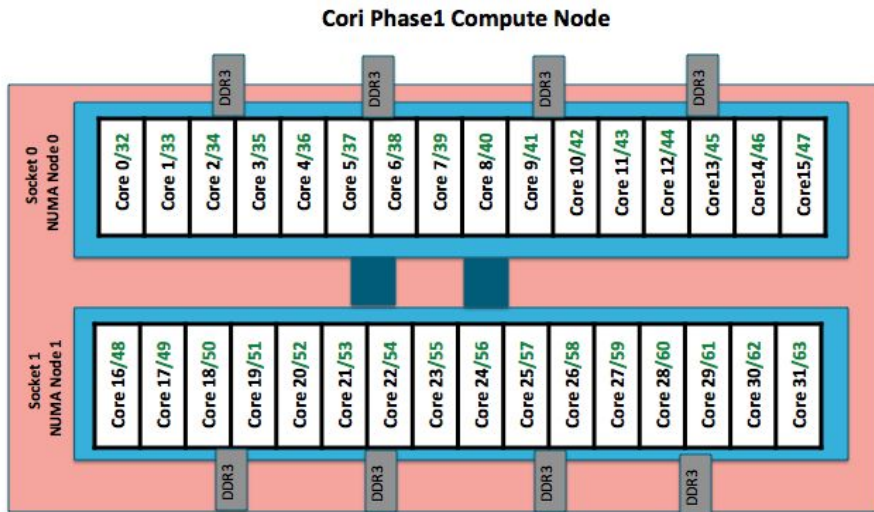 Cori Phase1 Compute Node
DDR3
DDR3
DDR3
DDR3
Socket 0
NUMA Node 0
Core 0/32
Core 1/33
Core 2/34
Core 3/35
Core 4/36
Core 5/37
Core 6/38
Core 7/39
Core 8/40
Core 9/41
Core 10/42
Core 11/43
Core 12/44
Core13/45
Core14/46
Core15/47
Socket 1
NUMA Node 1
Core 16/48
Core 17/49
Core 18/50
Core 19/51
Core 20/52
Core 21/53
Core 22/54
Core 23/55
Core 24/56
Core 25/57
Core 26/58
Core 27/59
Core 28/60
Core 29/61
Core 30/62
Core 31/63
DDR3
DDR3
DDR3
DDR3